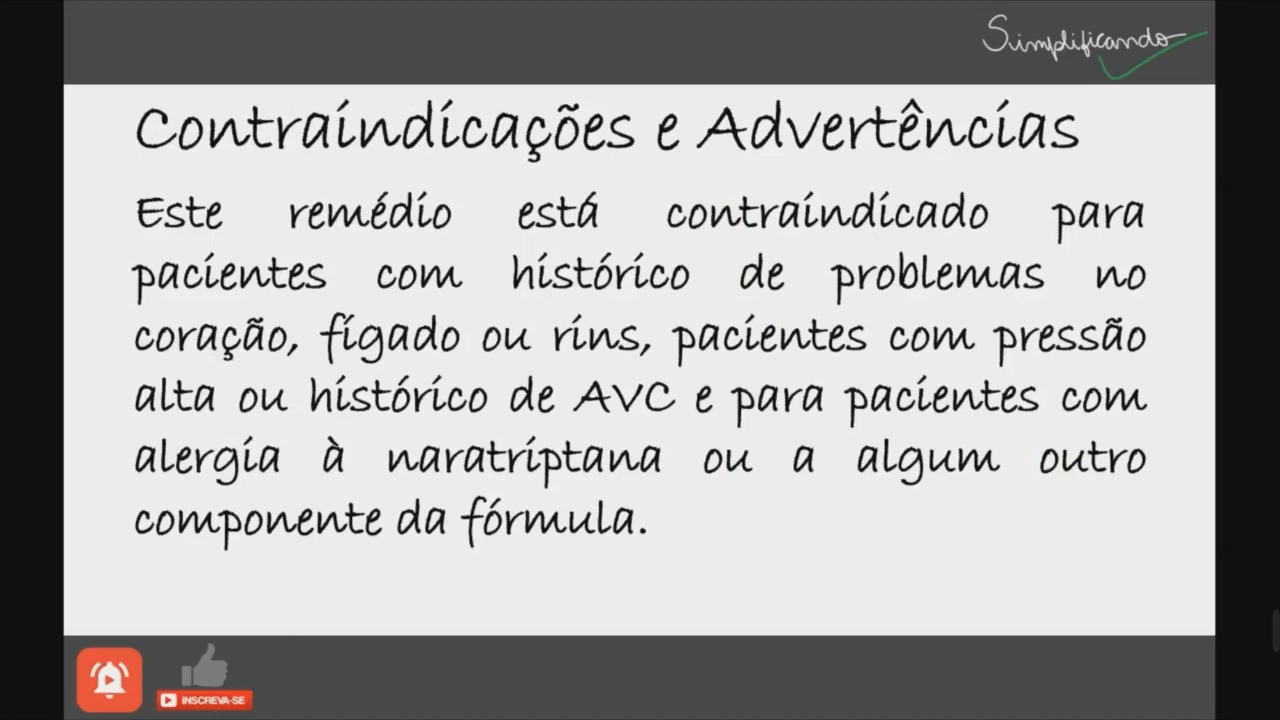 Simplificando
Contraindicações e Advertências
Este remédio está contraindicado para
pacientes com histórico de problemas no
coração, fígado ou rins, pacientes com pressão
alta ou histórico de AVC e para pacientes com
alergia à naratriptana ou a algum outro
componente da fórmula.
INSCREVA-SE